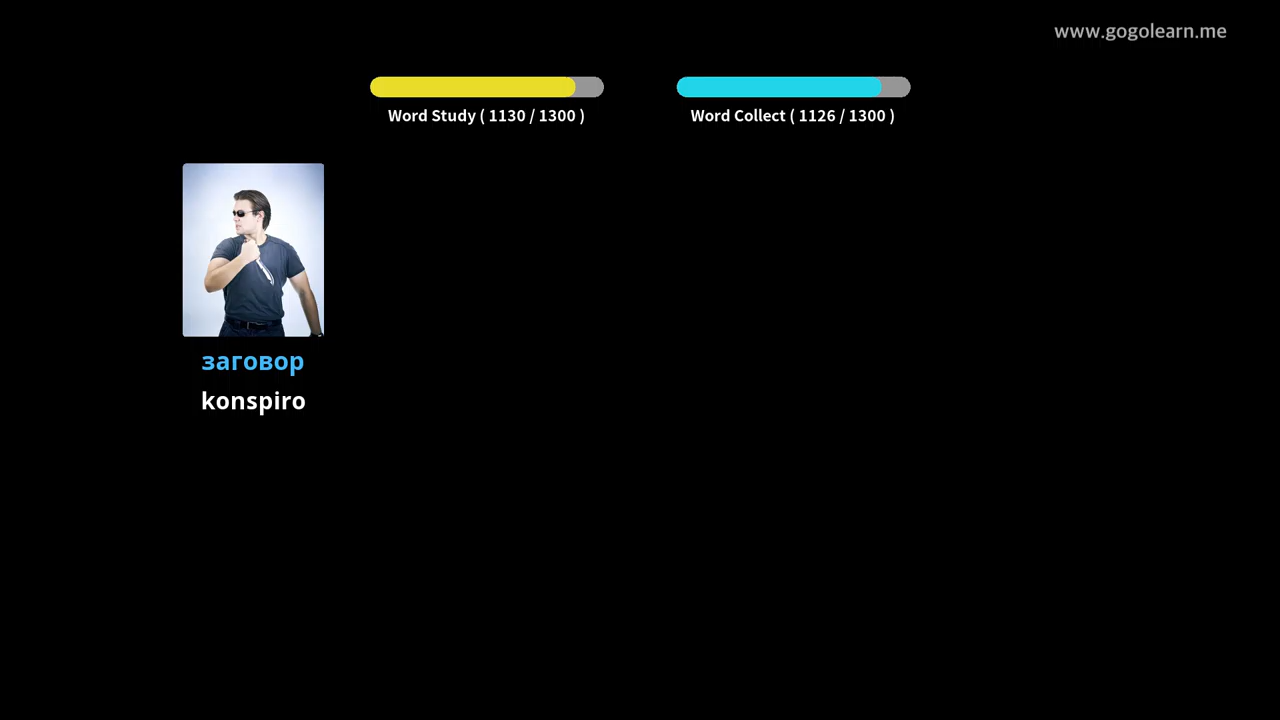 www.gogolearn.me
Word Study ( 1130 / 1300 )
Word Collect ( 1126 / 1300 )
заговор
konspiro